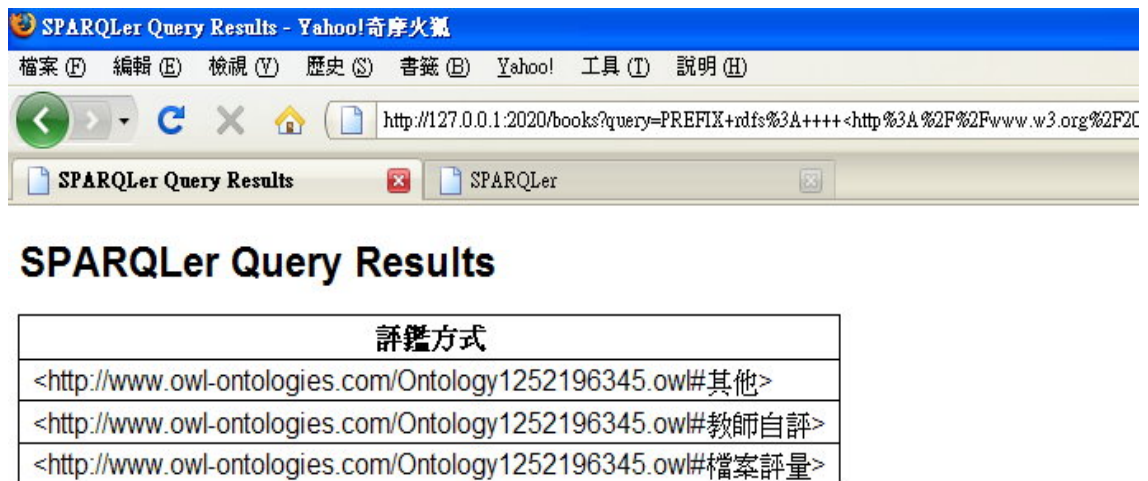 SPARQLer Query Results - Yahoo!奇摩火狐
檔案(F) 編輯(E) 檢視(V) 歷史(S) 書籤(B) Yahoo! 工具(T) 說明(H)
http://127.0.0.1:2020/books?query=PREFIX+rdfs%3A++++<http%3A%2F%2Fwww.w3.org%2F20
SPARQLer Query Results SPARQLer
SPARQLer Query Results
評鑑方式
<http://www.owl-ontologies.com/Ontology1252196345.owl#其他>
<http://www.owl-ontologies.com/Ontology1252196345.owl#教師自評>
<http://www.owl-ontologies.com/Ontology1252196345.owl#檔案評量>